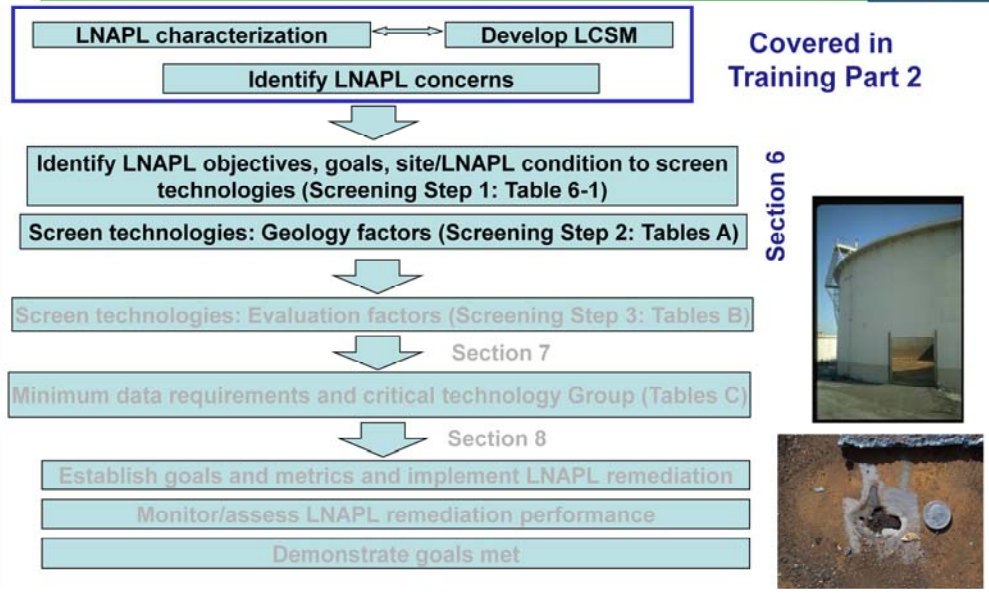 LNAPL characterization
Develop LCSM
Identify LNAPL concerns
Covered in
Training Part 2
Identify LNAPL objectives, goals, site/LNAPL condition to screen
technologies (Screening Step 1: Table 6-1)
Screen technologies: Geology factors (Screening Step 2: Tables A)
Section 6
Screen technologies: Evaluation factors (Screening Step 3: Tables B)
Section 7
Minimum data requirements and critical technology Group (Tables C)
Section 8
Establish goals and metrics and implement LNAPL remediation
Monitor/assess LNAPL remediation performance
Demonstrate goals met